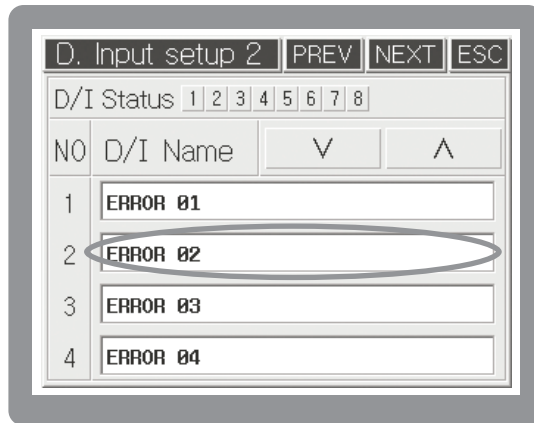 D. Input setup 2 PREV NEXT ESC
D/I Status 1 2 3 4 5 6 7 8
NO D/I Name ∨ ∧
1 ERROR 01
2 ERROR 02
3 ERROR 03
4 ERROR 04